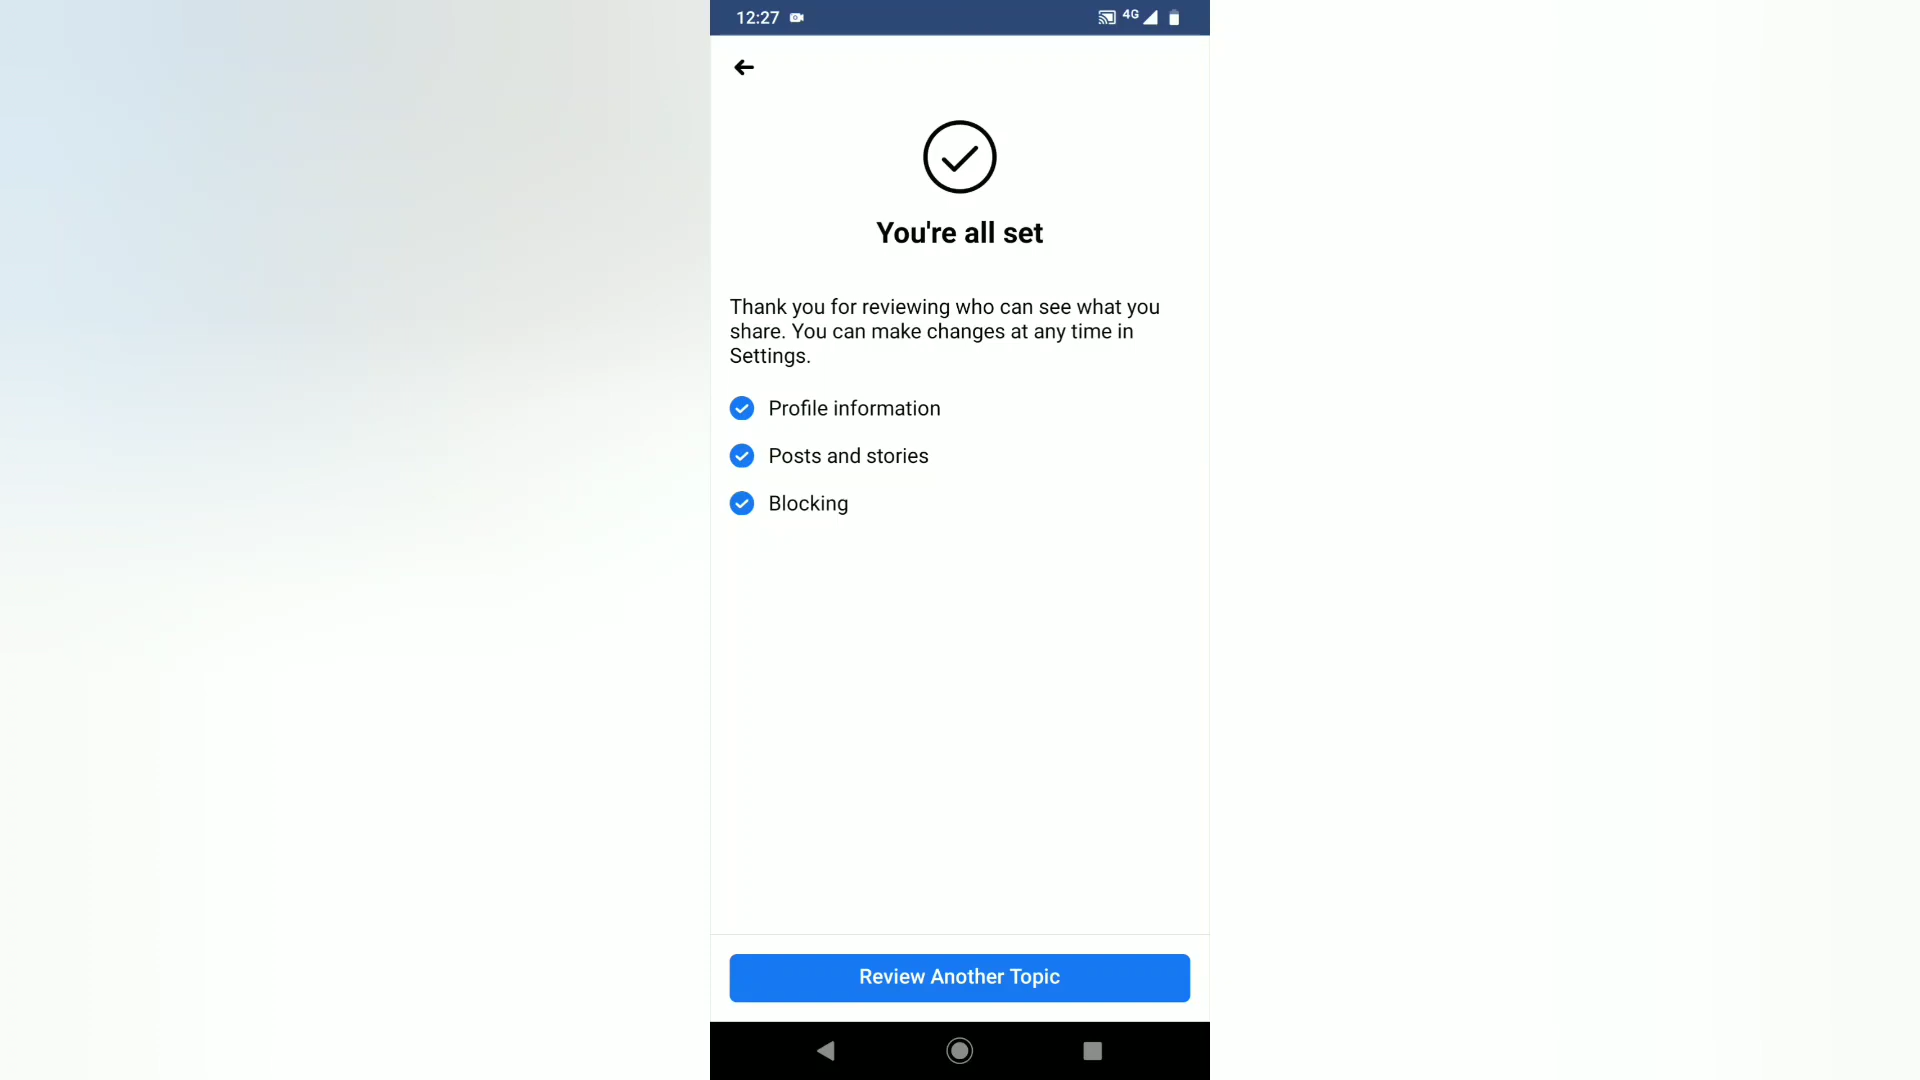 12:27
4G
You're all set
Thank you for reviewing who can see what you
share. You can make changes at any time in
Settings.
Profile information
Posts and stories
Blocking
Review Another Topic